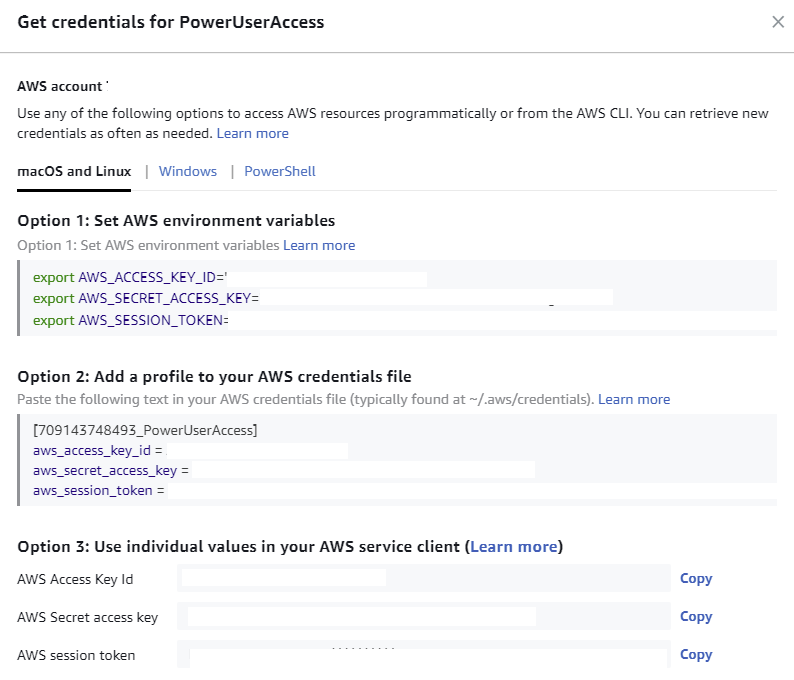 Get credentials for PowerUserAccess
AWS account
Use any of the following options to access AWS resources programmatically or from the AWS CLI. You can retrieve new
credentials as often as needed. Learn more
macOS and Linux | Windows | PowerShell
Option 1: Set AWS environment variables
Option 1: Set AWS environment variables Learn more
export AWS_ACCESS_KEY_ID="
export AWS_SECRET_ACCESS_KEY=
export AWS_SESSION_TOKEN=
Option 2: Add a profile to your AWS credentials file
Paste the following text in your AWS credentials file (typically found at ~/.aws/credentials). Learn more
[709143748493_PowerUserAccess]
aws_access_key_id =
aws_secret_access_key =
aws_session_token =
Option 3: Use individual values in your AWS service client (Learn more)
AWS Access Key Id Copy
AWS Secret access key Copy
AWS session token Copy